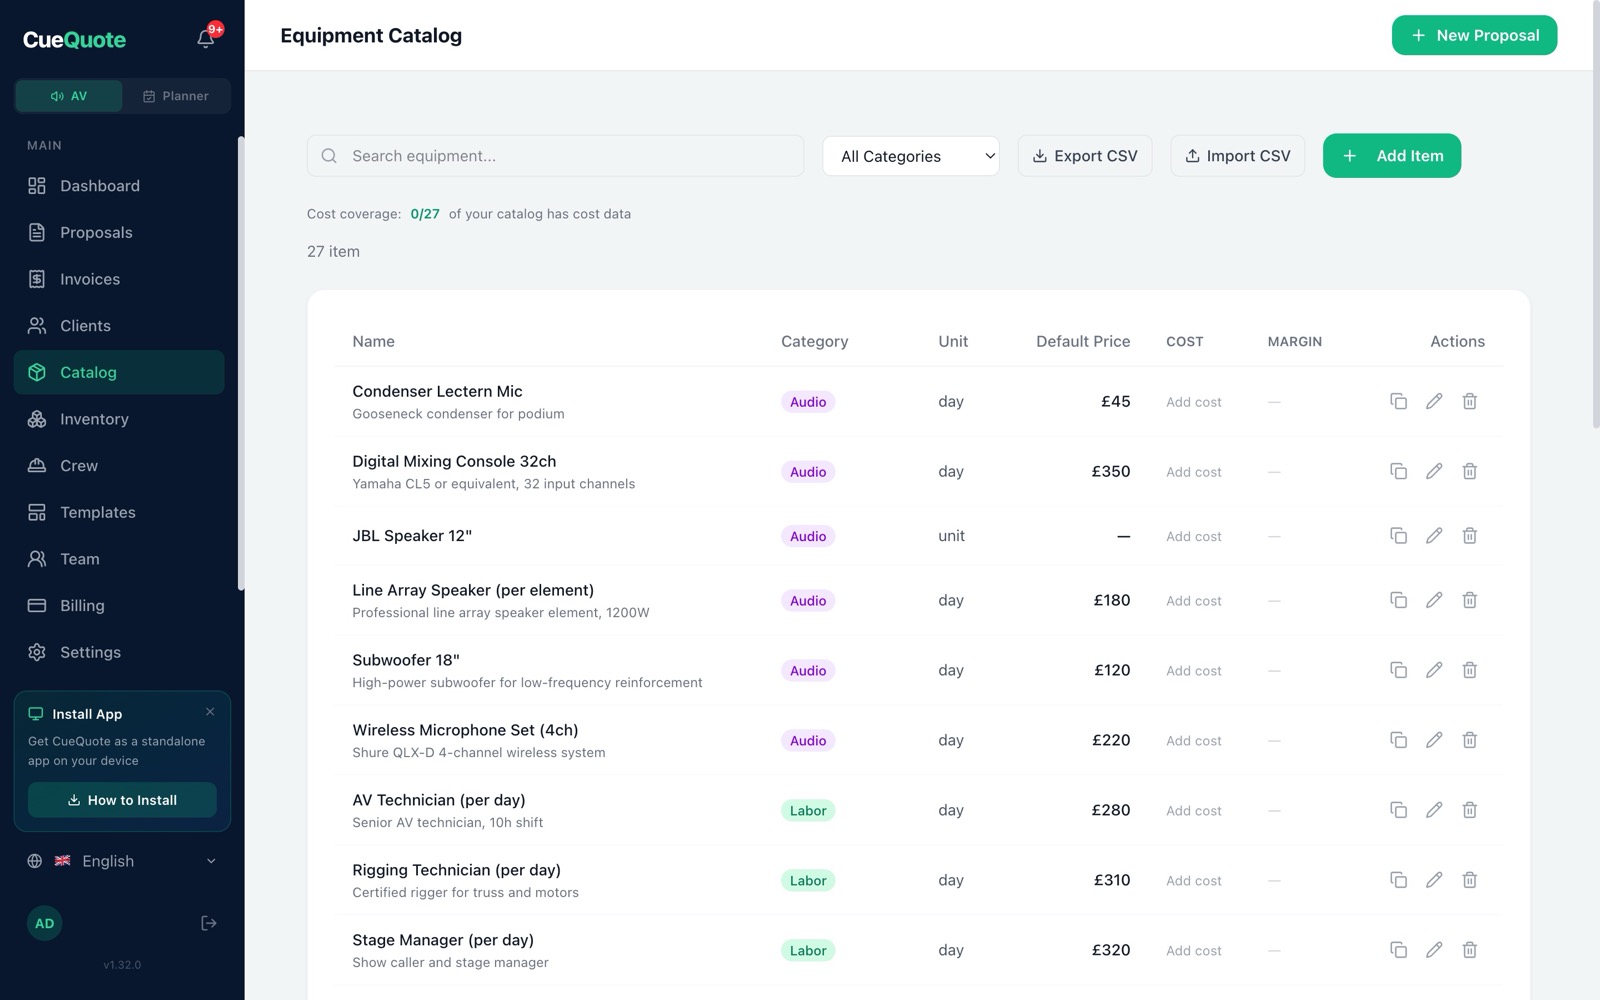 CueQuote
9+
AV
Planner
MAIN
Dashboard
Proposals
Invoices
Clients
Catalog
Inventory
Crew
Templates
Team
Billing
Settings
Install App
Get CueQuote as a standalone
app on your device
How to Install
English
AD
v1.32.0
Equipment Catalog
+ New Proposal
Search equipment...
All Categories
Export CSV
Import CSV
+ Add Item
Cost coverage: 0/27 of your catalog has cost data
27 item
Name Category Unit Default Price COST MARGIN Actions
Condenser Lectern Mic
Gooseneck condenser for podium
Audio day £45 Add cost —
Digital Mixing Console 32ch
Yamaha CL5 or equivalent, 32 input channels
Audio day £350 Add cost —
JBL Speaker 12" Audio unit — Add cost —
Line Array Speaker (per element)
Professional line array speaker element, 1200W
Audio day £180 Add cost —
Subwoofer 18"
High-power subwoofer for low-frequency reinforcement
Audio day £120 Add cost —
Wireless Microphone Set (4ch)
Shure QLX-D 4-channel wireless system
Audio day £220 Add cost —
AV Technician (per day)
Senior AV technician, 10h shift
Labor day £280 Add cost —
Rigging Technician (per day)
Certified rigger for truss and motors
Labor day £310 Add cost —
Stage Manager (per day)
Show caller and stage manager
Labor day £320 Add cost —